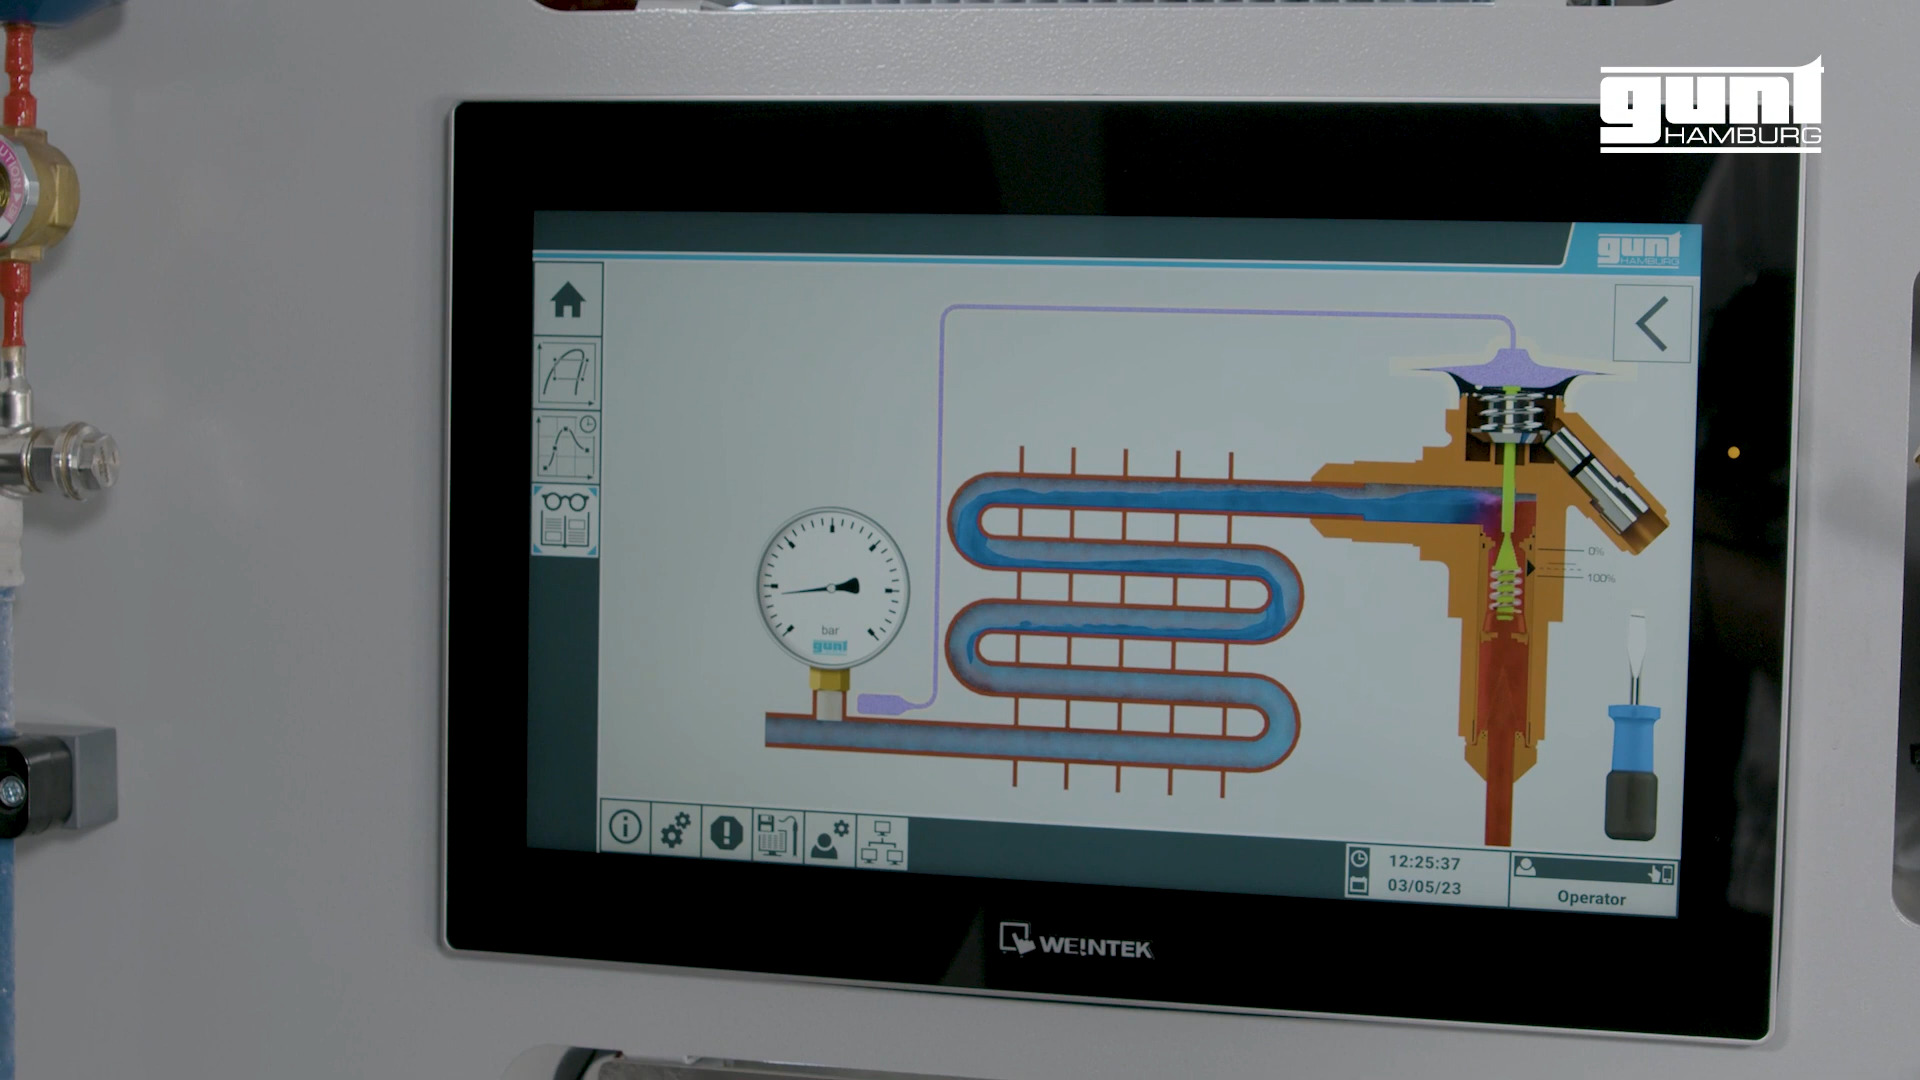 gunt
HAMBURG
gunt
HAMBURG
0%
100%
bar
gunt
12:25:37
03/05/23
Operator
WEINTEK